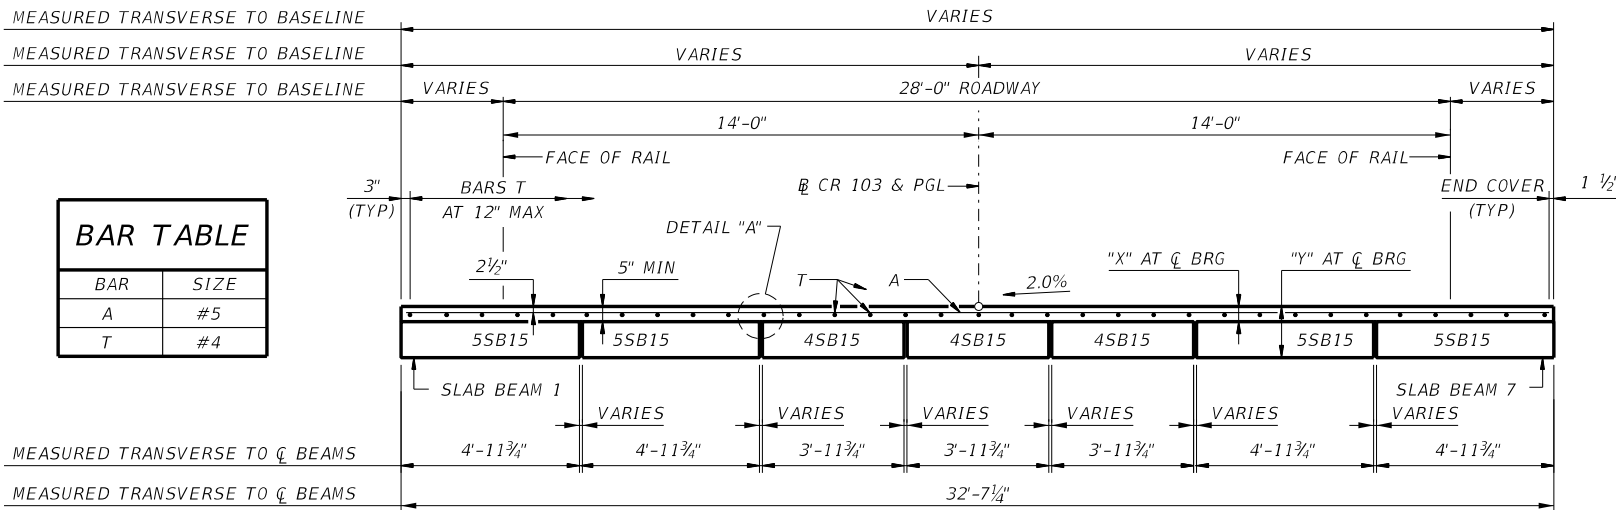 MEASURED TRANSVERSE TO BASELINE VARIES
MEASURED TRANSVERSE TO BASELINE VARIES VARIES
MEASURED TRANSVERSE TO BASELINE VARIES 28'-0" ROADWAY VARIES
14'-0" 14'-0"
FACE OF RAIL FACE OF RAIL
3" BARS T ℄ CR 103 & PGL END COVER 1 ½"
(TYP) AT 12" MAX (TYP)
BAR TABLE
BAR SIZE
A #5
T #4
DETAIL "A"
2½" 5" MIN T A 2.0% "X" AT ℄ BRG "Y" AT ℄ BRG
5SB15 5SB15 4SB15 4SB15 4SB15 5SB15 5SB15
SLAB BEAM 1 SLAB BEAM 7
VARIES VARIES VARIES VARIES VARIES VARIES
MEASURED TRANSVERSE TO ℄ BEAMS 4'-11¾" 4'-11¾" 3'-11¾" 3'-11¾" 3'-11¾" 4'-11¾" 4'-11¾"
MEASURED TRANSVERSE TO ℄ BEAMS 32'-7¼"